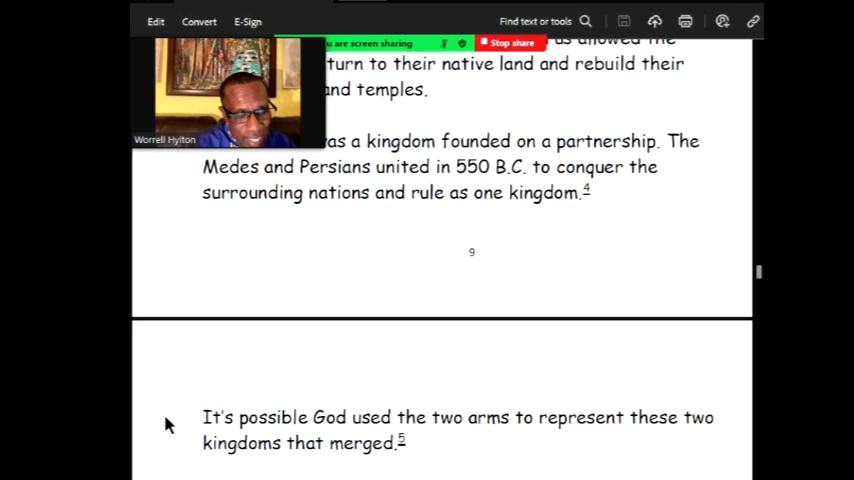 Edit Convert E-Sign Find text or tools
u are screen sharing Stop share
as allowed the
turn to their native land and rebuild their
and temples.
Worrell Hylton
was a kingdom founded on a partnership. The
Medes and Persians united in 550 B.C. to conquer the
surrounding nations and rule as one kingdom.4
9
It's possible God used the two arms to represent these two
kingdoms that merged.5